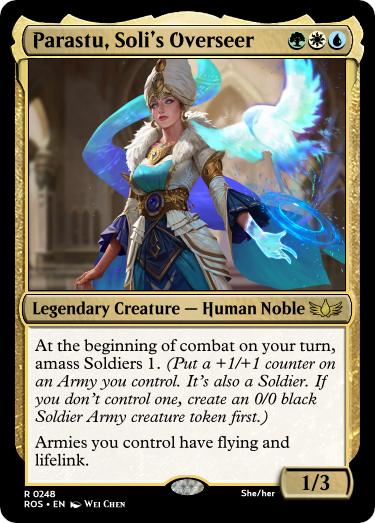 Parastu, Soli's Overseer
Legendary Creature — Human Noble
At the beginning of combat on your turn,
amass Soldiers 1. (Put a +1/+1 counter on
an Army you control. It's also a Soldier. If
you don't control one, create an 0/0 black
Soldier Army creature token first.)
Armies you control have flying and
lifelink.
1/3
R 0248
ROS • EN Wei Chen
She/her